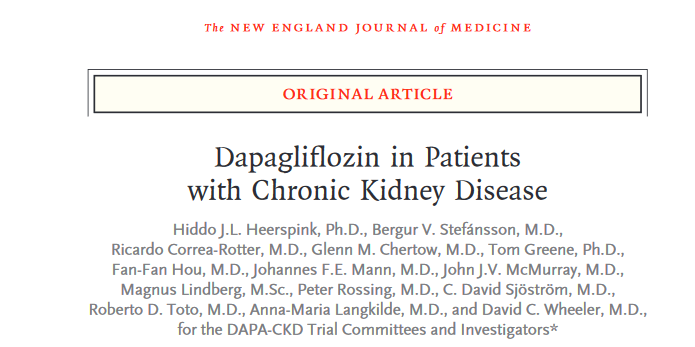 The NEW ENGLAND JOURNAL of MEDICINE
ORIGINAL ARTICLE
Dapagliflozin in Patients
with Chronic Kidney Disease
Hiddo J.L. Heerspink, Ph.D., Bergur V. Stefánsson, M.D.,
Ricardo Correa-Rotter, M.D., Glenn M. Chertow, M.D., Tom Greene, Ph.D.,
Fan-Fan Hou, M.D., Johannes F.E. Mann, M.D., John J.V. McMurray, M.D.,
Magnus Lindberg, M.Sc., Peter Rossing, M.D., C. David Sjöström, M.D.,
Roberto D. Toto, M.D., Anna-Maria Langkilde, M.D., and David C. Wheeler, M.D.,
for the DAPA-CKD Trial Committees and Investigators*